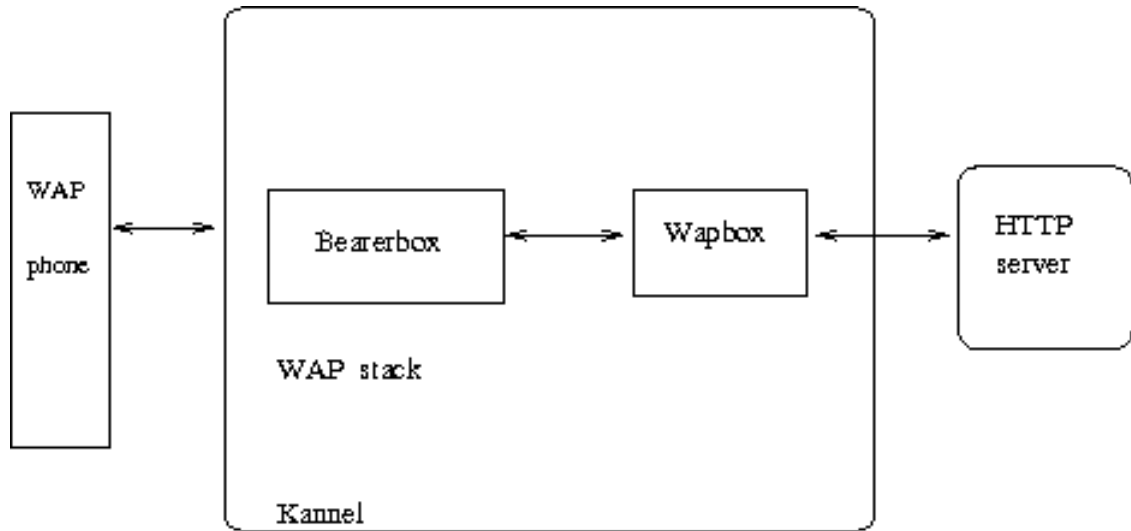 WAP
phone
Bearerbox
Wapbox
HTTP
server
WAP stack
Kannel